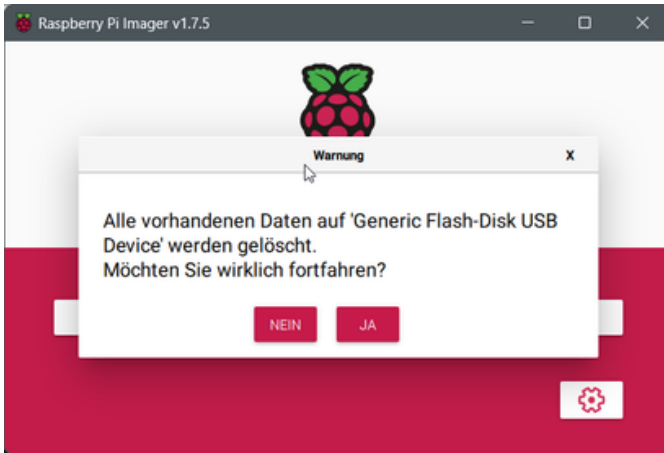 Raspberry Pi Imager v1.7.5
Warnung
X
Alle vorhandenen Daten auf 'Generic Flash-Disk USB
Device' werden gelöscht.
Möchten Sie wirklich fortfahren?
NEIN
JA